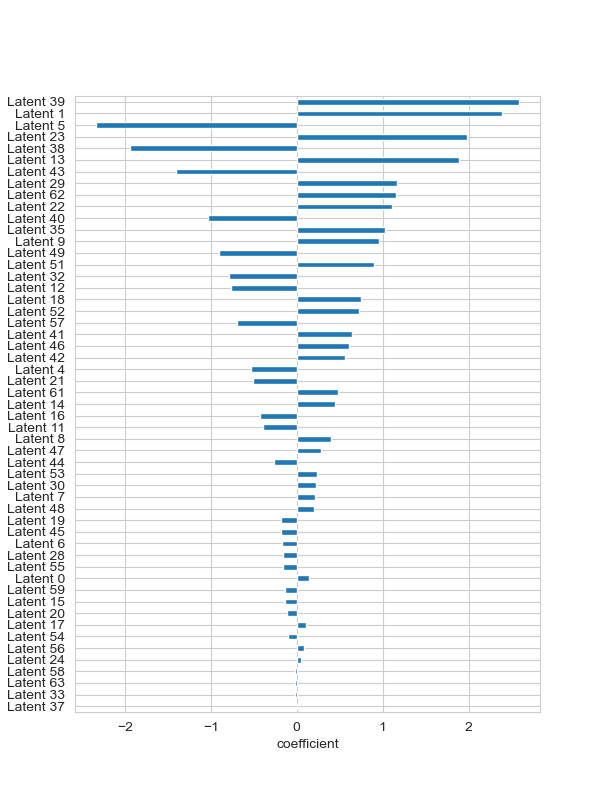 Latent 39
Latent 1
Latent 5
Latent 23
Latent 38
Latent 13
Latent 43
Latent 29
Latent 62
Latent 22
Latent 40
Latent 35
Latent 9
Latent 49
Latent 51
Latent 32
Latent 12
Latent 18
Latent 52
Latent 57
Latent 41
Latent 46
Latent 42
Latent 4
Latent 21
Latent 61
Latent 14
Latent 16
Latent 11
Latent 8
Latent 47
Latent 44
Latent 53
Latent 30
Latent 7
Latent 48
Latent 19
Latent 45
Latent 6
Latent 28
Latent 55
Latent 0
Latent 59
Latent 15
Latent 20
Latent 17
Latent 54
Latent 56
Latent 24
Latent 58
Latent 63
Latent 33
Latent 37
−2 −1 0 1 2
coefficient